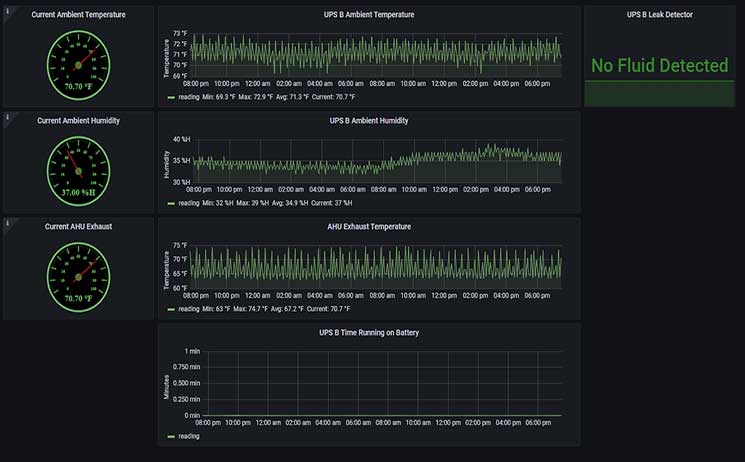 Current Ambient Temperature
70.70 °F
UPS B Ambient Temperature
Temperature
73 °F
72 °F
71 °F
70 °F
69 °F
08:00 pm 10:00 pm 12:00 am 02:00 am 04:00 am 06:00 am 08:00 am 10:00 am 12:00 pm 02:00 pm 04:00 pm 06:00 pm
reading Min: 69.3 °F Max: 72.9 °F Avg: 71.3 °F Current: 70.7 °F
UPS B Leak Detector
No Fluid Detected
Current Ambient Humidity
37.00 %H
UPS B Ambient Humidity
Humidity
40 %H
35 %H
30 %H
08:00 pm 10:00 pm 12:00 am 02:00 am 04:00 am 06:00 am 08:00 am 10:00 am 12:00 pm 02:00 pm 04:00 pm 06:00 pm
reading Min: 32 %H Max: 39 %H Avg: 34.9 %H Current: 37 %H
Current AHU Exhaust
70.70 °F
AHU Exhaust Temperature
Temperature
75 °F
70 °F
65 °F
60 °F
08:00 pm 10:00 pm 12:00 am 02:00 am 04:00 am 06:00 am 08:00 am 10:00 am 12:00 pm 02:00 pm 04:00 pm 06:00 pm
reading Min: 63 °F Max: 74.7 °F Avg: 67.2 °F Current: 70.7 °F
UPS B Time Running on Battery
Minutes
1 min
0.750 min
0.500 min
0.250 min
0 min
08:00 pm 10:00 pm 12:00 am 02:00 am 04:00 am 06:00 am 08:00 am 10:00 am 12:00 pm 02:00 pm 04:00 pm 06:00 pm
reading